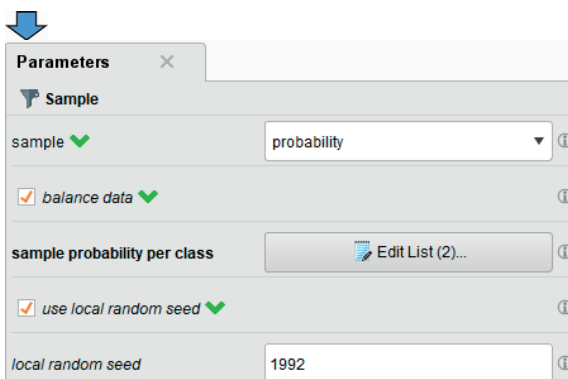 Parameters
Sample
sample
probability
balance data
sample probability per class
Edit List (2)...
use local random seed
local random seed
1992